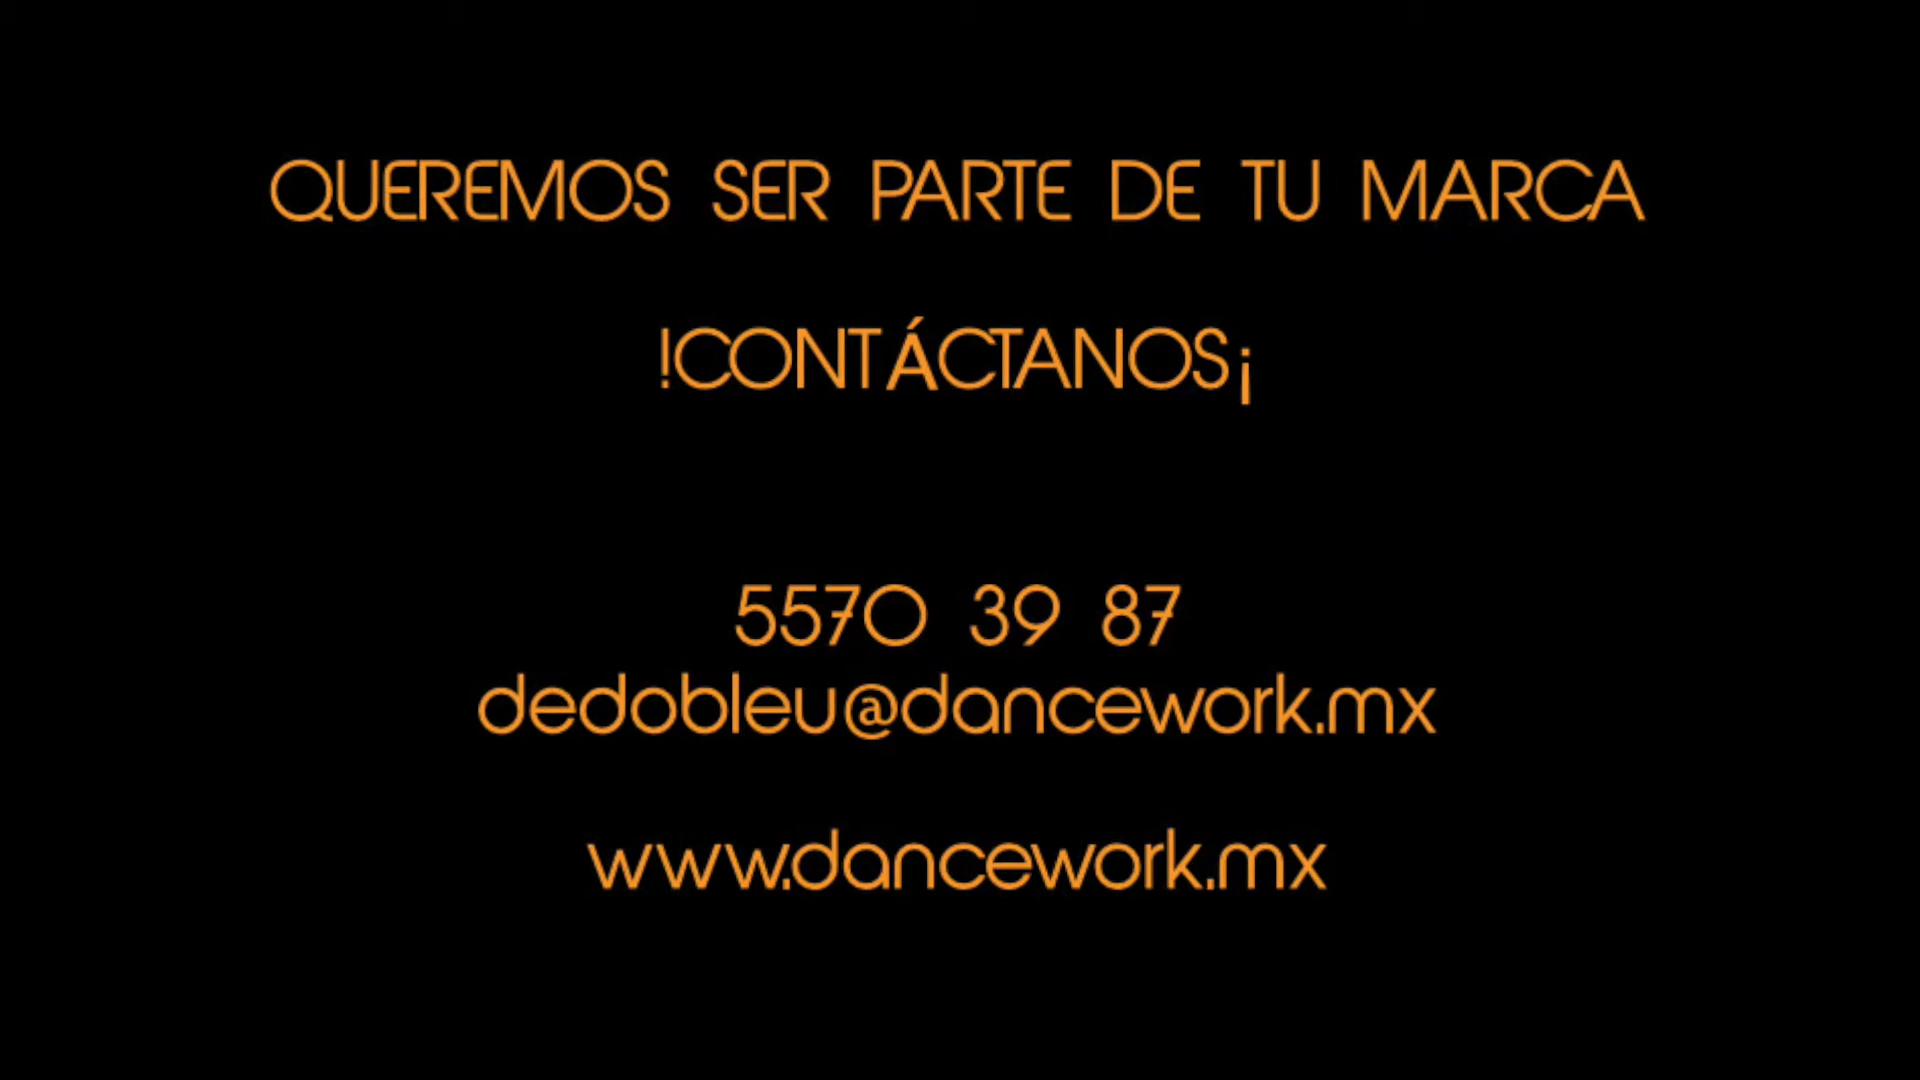 QUEREMOS SER PARTE DE TU MARCA
!CONTÁCTANOS¡
5570 39 87
dedobleu@dancework.mx
www.dancework.mx